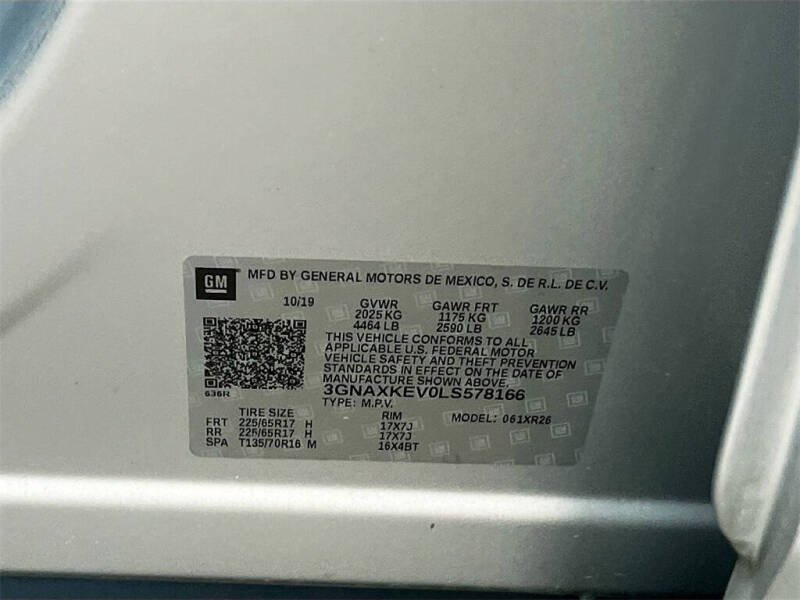 GM MFD BY GENERAL MOTORS DE MEXICO, S. DE R.L. DE C.V.
10/19 GVWR GAWR FRT GAWR RR
2025 KG 1175 KG 1200 KG
4464 LB 2590 LB 2645 LB
THIS VEHICLE CONFORMS TO ALL
APPLICABLE U.S. FEDERAL MOTOR
VEHICLE SAFETY AND THEFT PREVENTION
STANDARDS IN EFFECT ON THE DATE OF
MANUFACTURE SHOWN ABOVE.
636R 3GNAXKEV0LS578166
TYPE: M.P.V.
TIRE SIZE RIM MODEL: 061XR26
FRT 225/65R17 H 17X7J
RR 225/65R17 H 17X7J
SPA T135/70R16 M 16X4BT